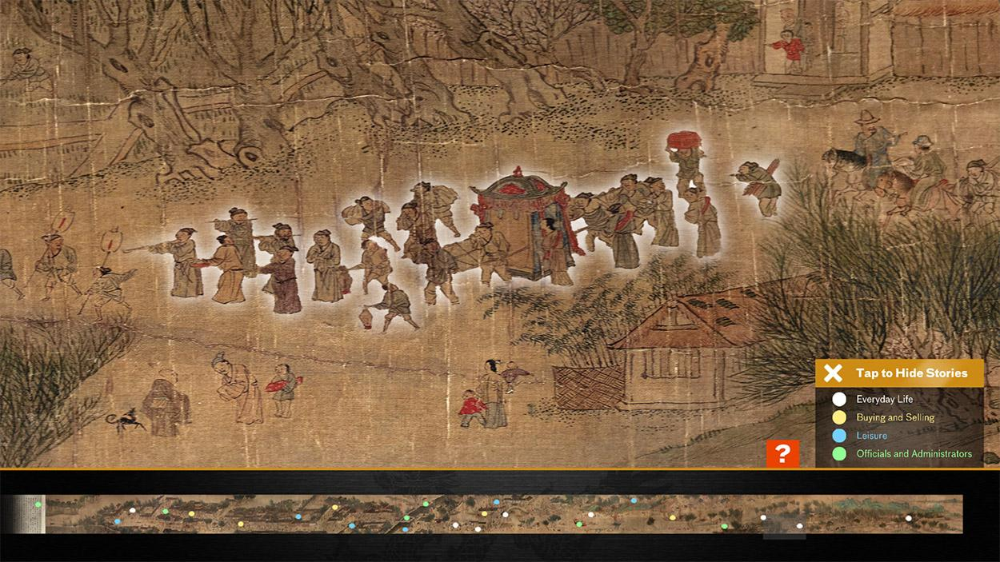 Tap to Hide Stories
Everyday Life
Buying and Selling
Leisure
?
Officials and Administrators